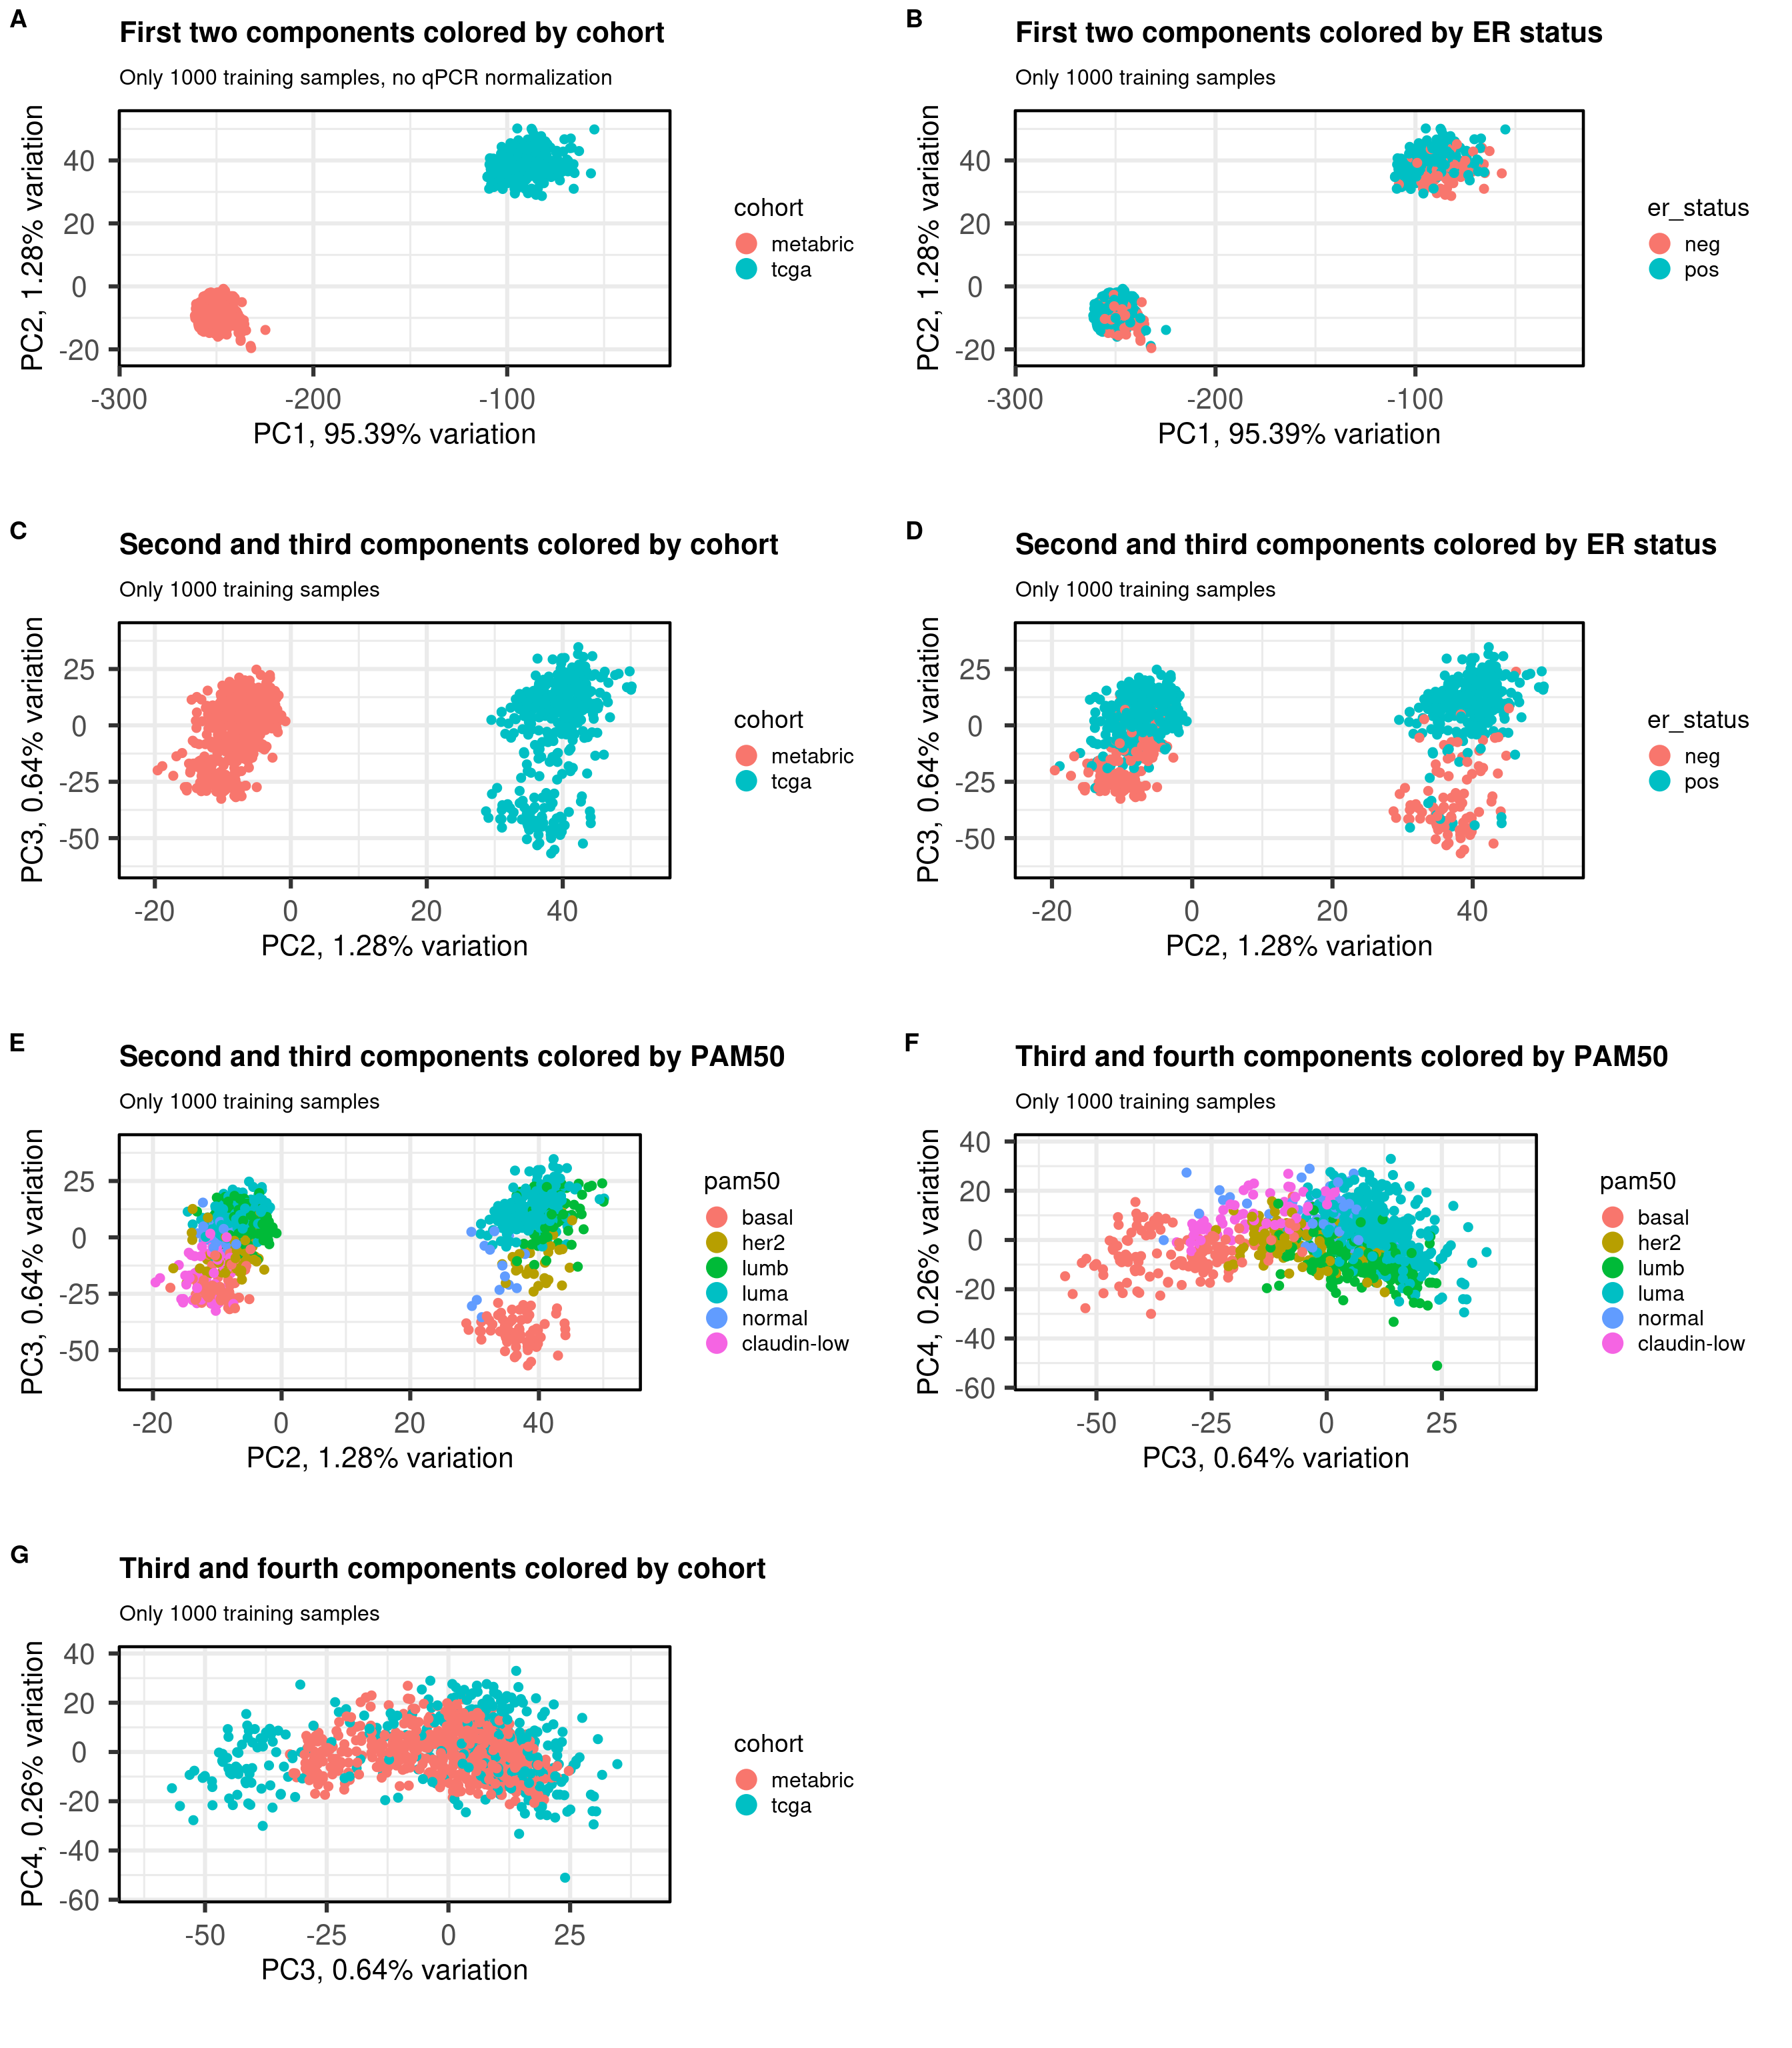 A
First two components colored by cohort
Only 1000 training samples, no qPCR normalization
PC2, 1.28% variation
40
20
0
-20
-300
-200
-100
PC1, 95.39% variation
cohort
metabric
tcga
B
First two components colored by ER status
Only 1000 training samples
PC2, 1.28% variation
40
20
0
-20
-300
-200
-100
PC1, 95.39% variation
er_status
neg
pos
C
Second and third components colored by cohort
Only 1000 training samples
PC3, 0.64% variation
25
0
-25
-50
-20
0
20
40
PC2, 1.28% variation
cohort
metabric
tcga
D
Second and third components colored by ER status
Only 1000 training samples
PC3, 0.64% variation
25
0
-25
-50
-20
0
20
40
PC2, 1.28% variation
er_status
neg
pos
E
Second and third components colored by PAM50
Only 1000 training samples
PC3, 0.64% variation
25
0
-25
-50
-20
0
20
40
PC2, 1.28% variation
pam50
basal
her2
lumb
luma
normal
claudin-low
F
Third and fourth components colored by PAM50
Only 1000 training samples
PC4, 0.26% variation
40
20
0
-20
-40
-60
-50
-25
0
25
PC3, 0.64% variation
pam50
basal
her2
lumb
luma
normal
claudin-low
G
Third and fourth components colored by cohort
Only 1000 training samples
PC4, 0.26% variation
40
20
0
-20
-40
-60
-50
-25
0
25
PC3, 0.64% variation
cohort
metabric
tcga